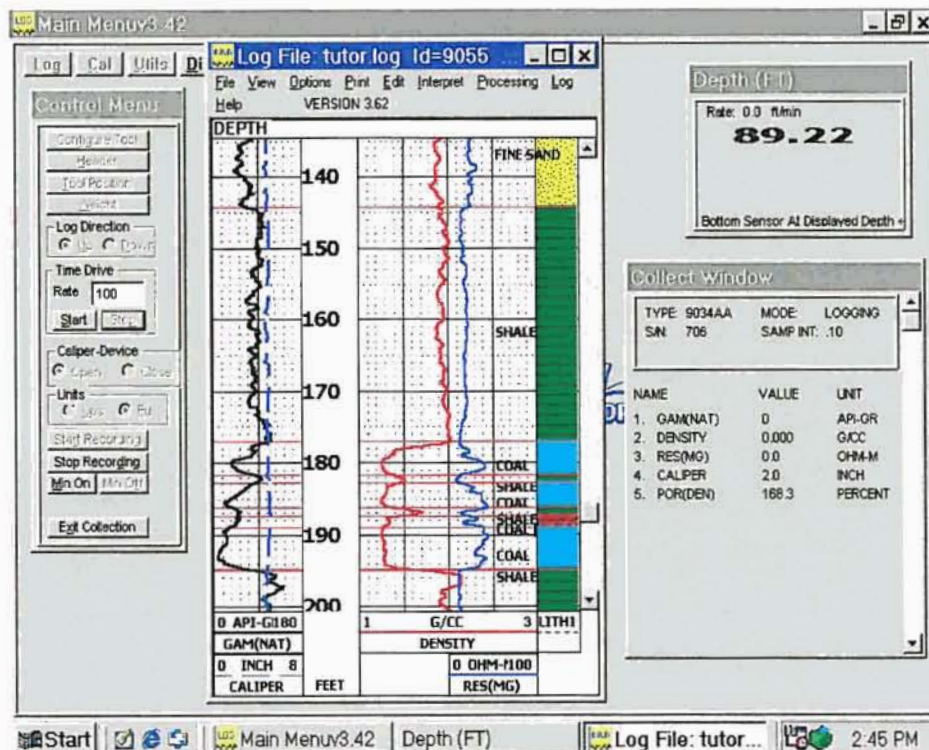 Main Menuv3.42
Log Cal Utils Di
Control Menu
Configure Tool
Header
Tool Position
Weight
Log Direction
Up Down
Time Drive
Rate 100
Start Stop
Caliper-Device
Open Close
Units
Eu
Start Recording
Stop Recording
Mn On Mn Off
Exit Collection
Log File: tutor.log Id=9055 ...
File View Options Print Edit Interpret Processing Log
Help VERSION 3.62
DEPTH
FINE SAND
140
150
160
SHALE
170
180
COAL
SHALE
COAL
SHALE
190
COAL
COAL
SHALE
200
0 API-G180 1 G/CC 3 LITH1
GAM(NAT) DENSITY
0 INCH 8 0 OHM-M100
CALIPER FEET RES(MG)
Depth (FT)
Rate: 0.0 ft/min
89.22
Bottom Sensor At Displayed Depth
Collect Window
TYPE: 9034AA MODE: LOGGING
S/N: 706 SAMP INT: .10
NAME VALUE UNIT
1. GAM(NAT) 0 API-GR
2. DENSITY 0.000 G/CC
3. RES(MG) 0.0 OHM-M
4. CALIPER 2.0 INCH
5. POR(DEN) 168.3 PERCENT
Start Main Menuv3.42 Depth (FT) Log File: tutor... 2:45 PM